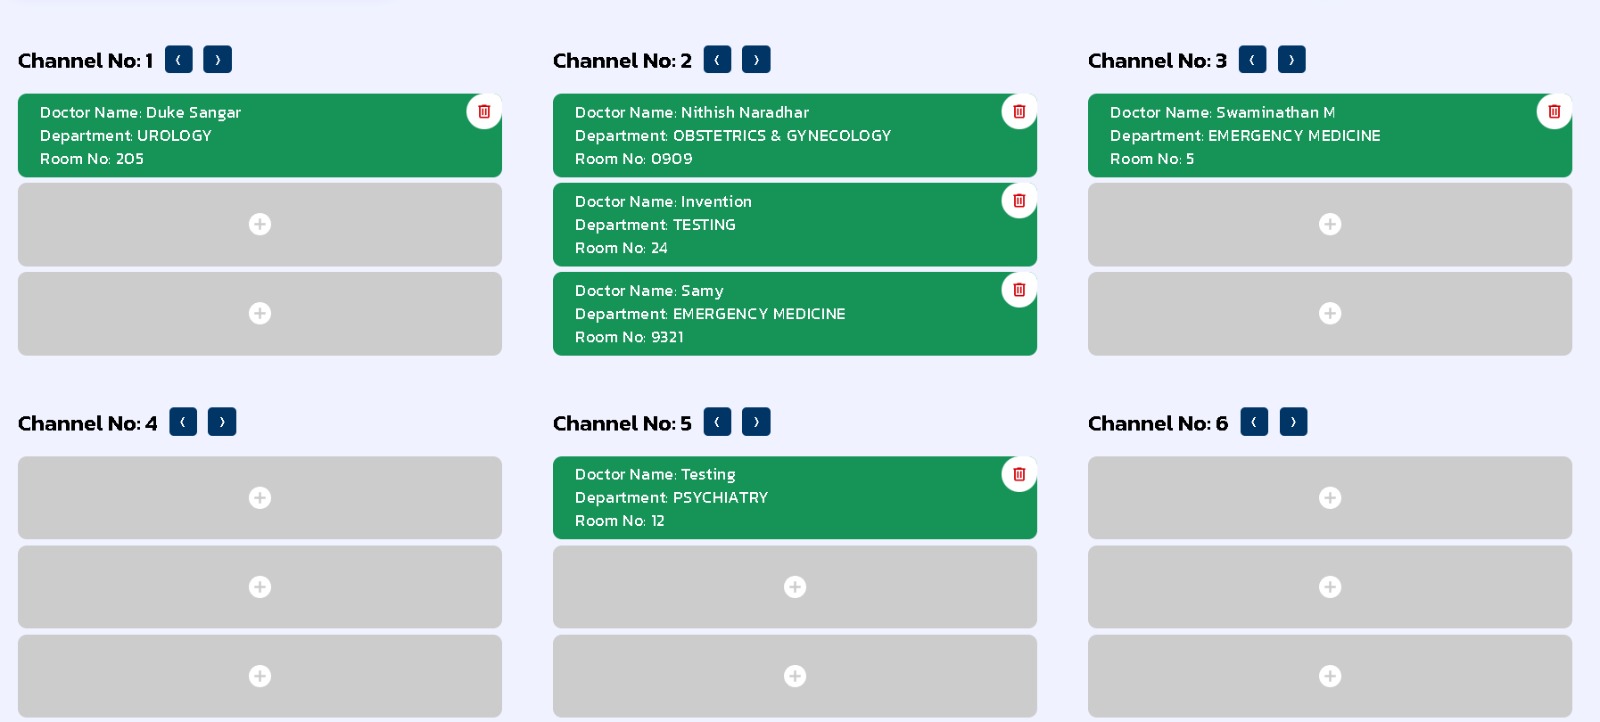 Channel No: 1
Doctor Name: Duke Sangar
Department: UROLOGY
Room No: 205
Channel No: 2
Doctor Name: Nithish Naradhar
Department: OBSTETRICS & GYNECOLOGY
Room No: 0909
Doctor Name: Invention
Department: TESTING
Room No: 24
Doctor Name: Samy
Department: EMERGENCY MEDICINE
Room No: 9321
Channel No: 3
Doctor Name: Swaminathan M
Department: EMERGENCY MEDICINE
Room No: 5
Channel No: 4
Channel No: 5
Doctor Name: Testing
Department: PSYCHIATRY
Room No: 12
Channel No: 6